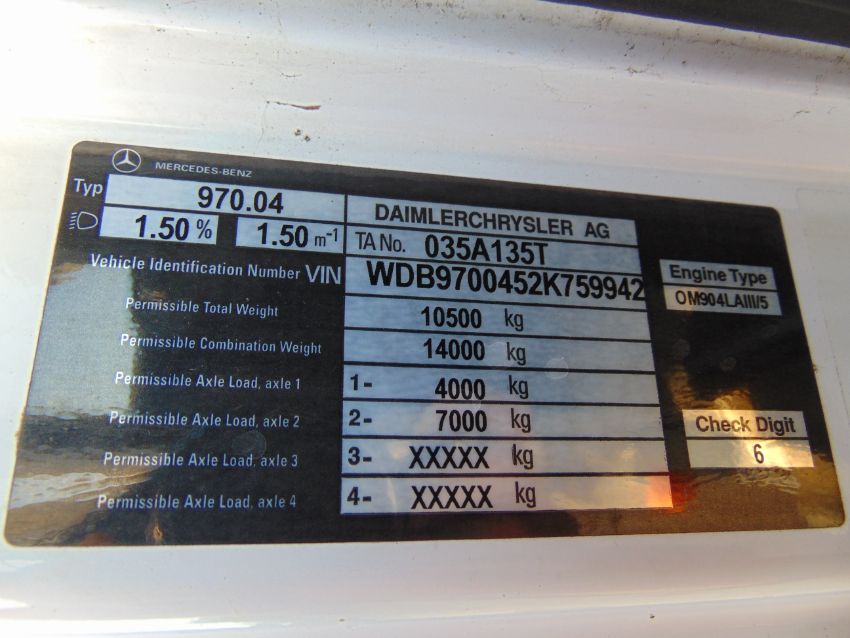 MERCEDES-BENZ
Typ 970.04 DAIMLERCHRYSLER AG
1.50 % 1.50 m-1 TA No. 035A135T
Vehicle Identification Number VIN WDB9700452K759942 Engine Type
OM904LAIII/5
Permissible Total Weight 10500 kg
Permissible Combination Weight 14000 kg
Permissible Axle Load, axle 1 1- 4000 kg
Permissible Axle Load, axle 2 2- 7000 kg Check Digit
Permissible Axle Load, axle 3 3- XXXXX kg 6
Permissible Axle Load, axle 4 4- XXXXX kg